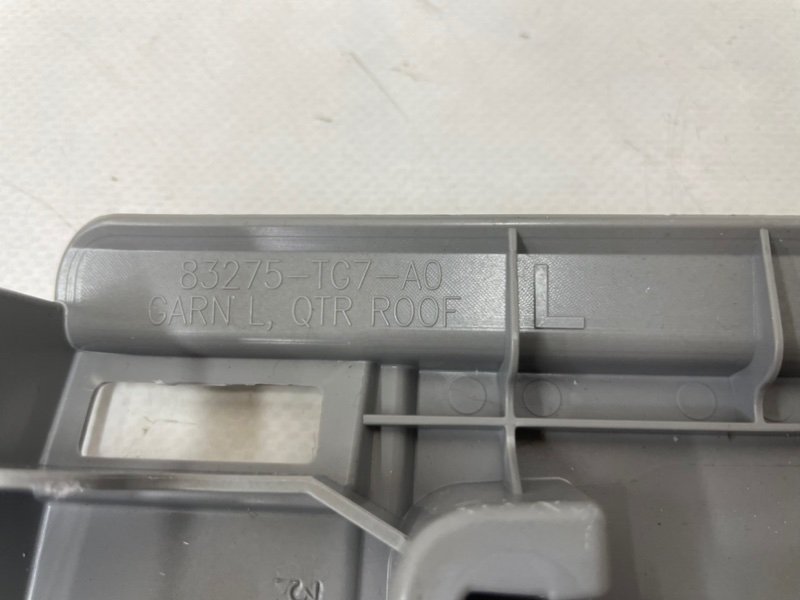 83275-TG7-A0
GARN L, QTR ROOF
L